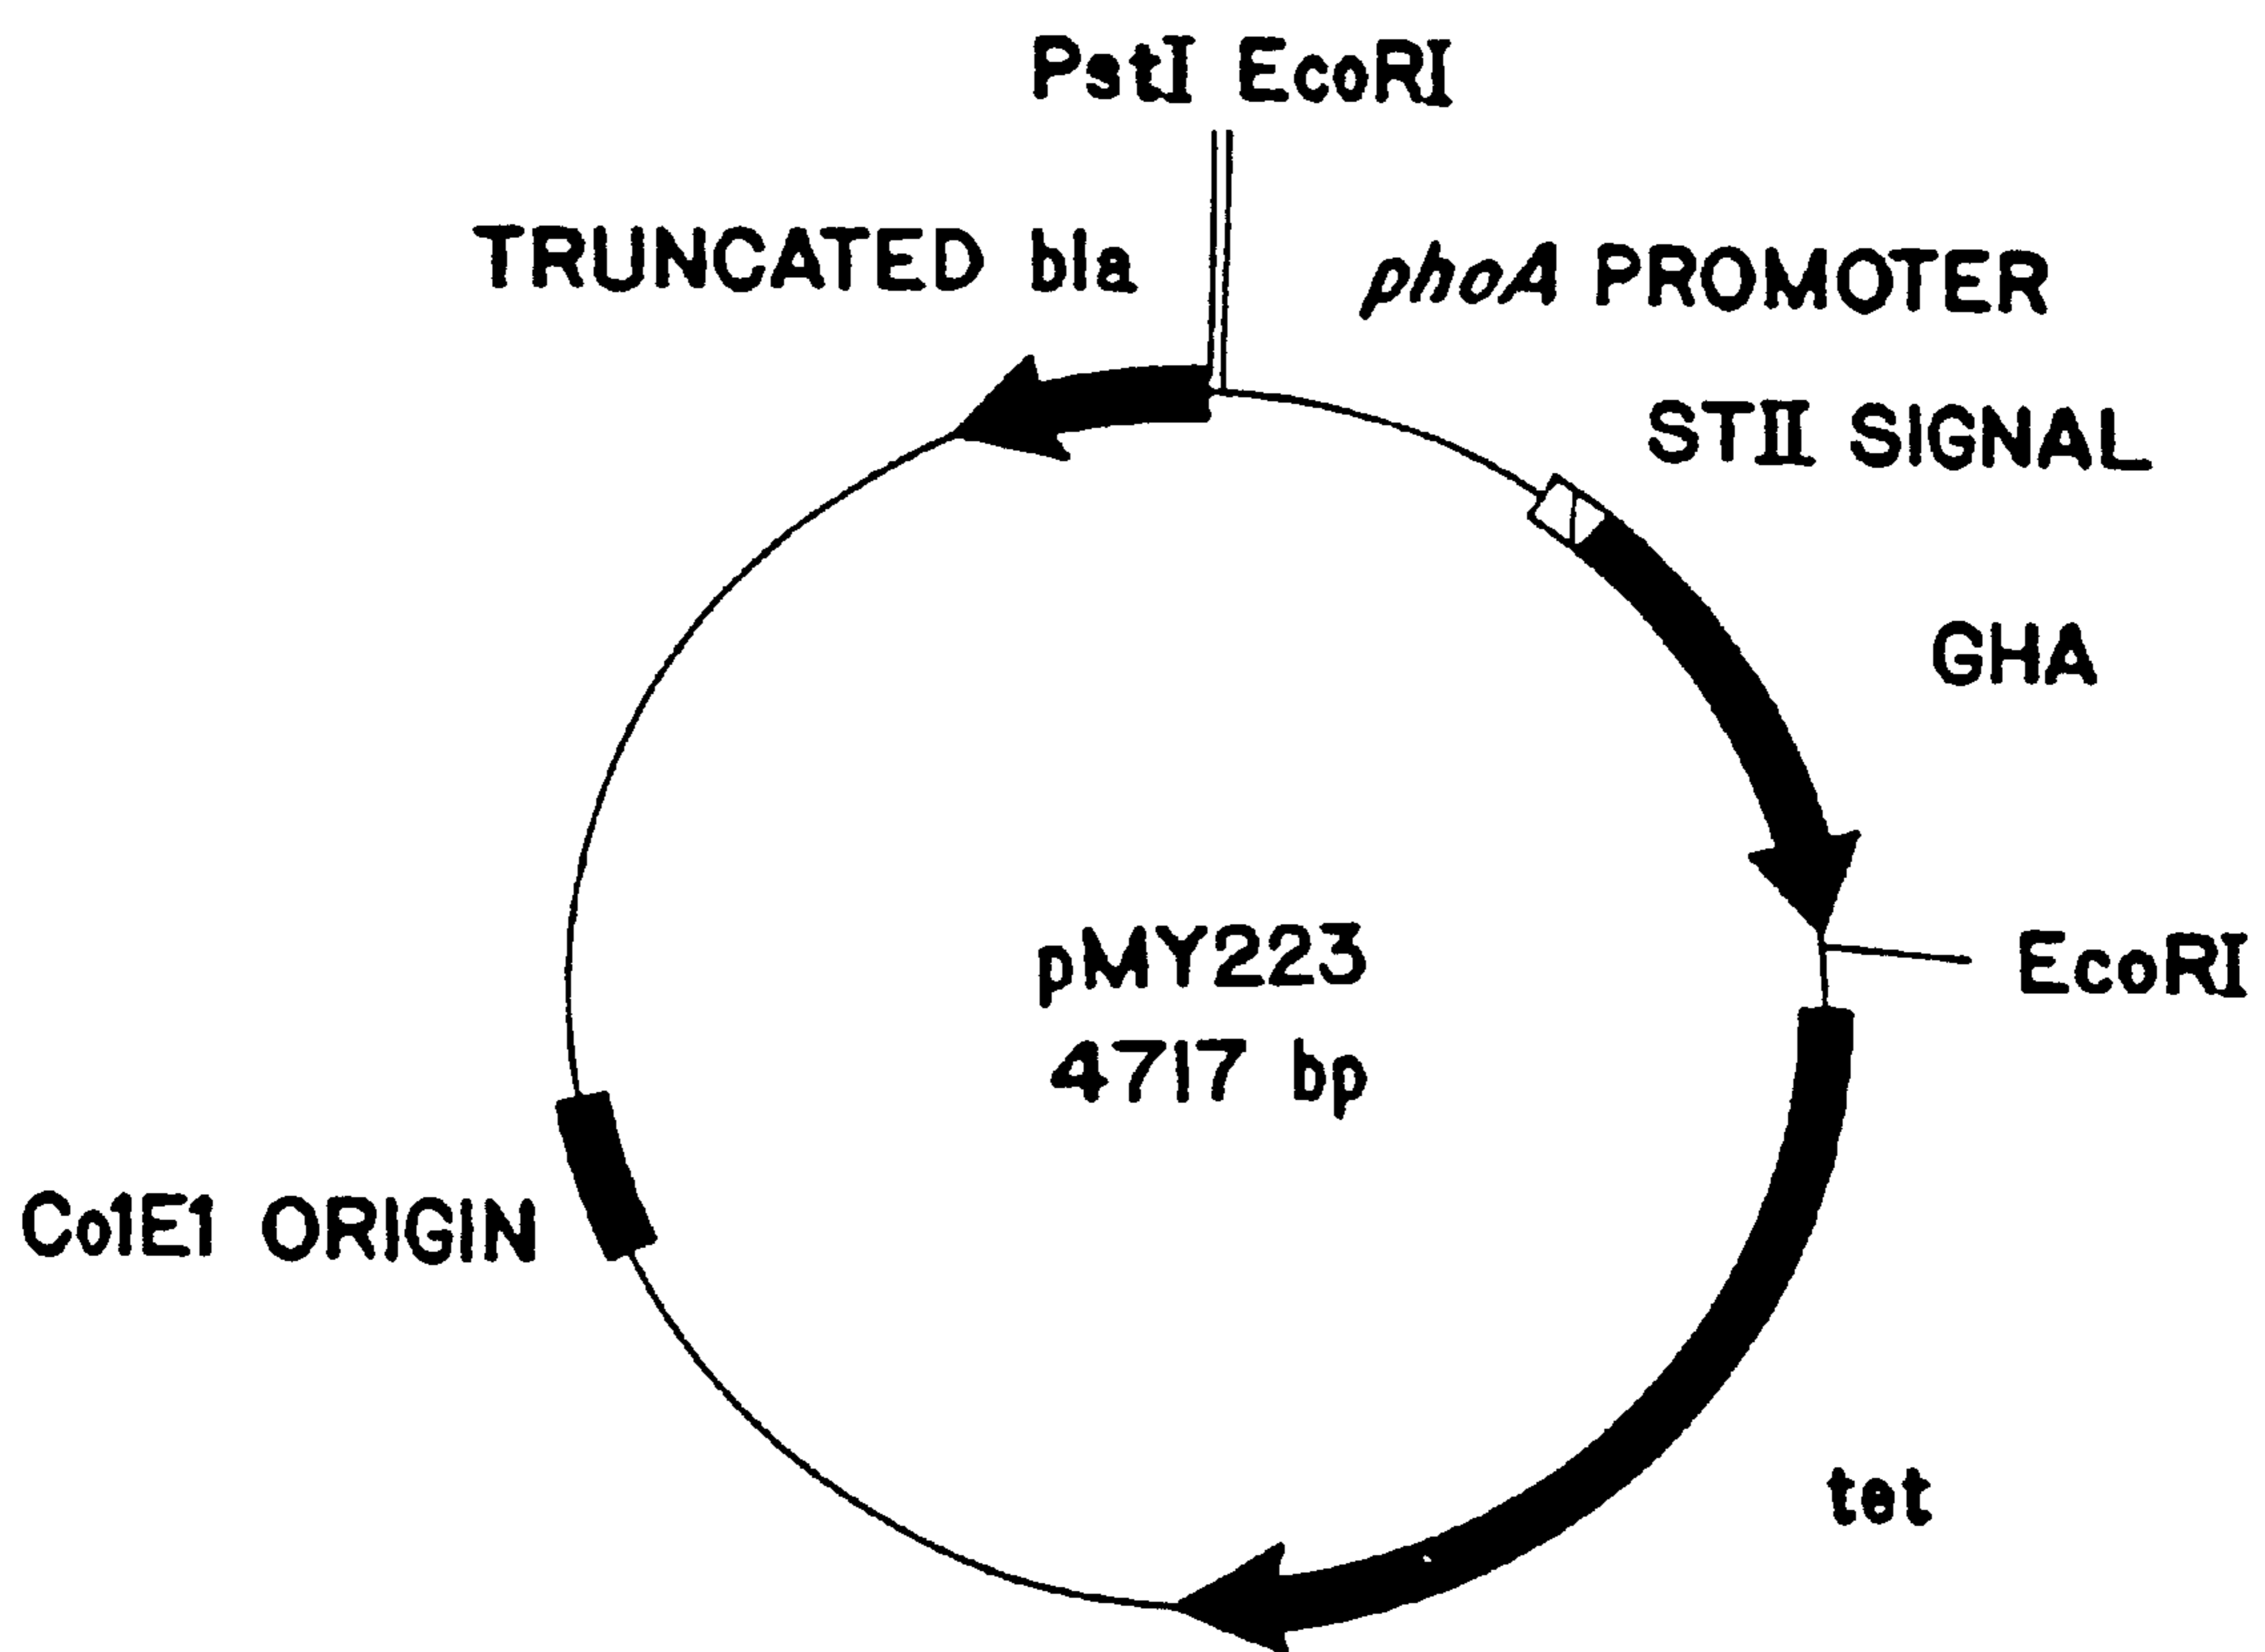 PstI EcoRI
TRUNCATED bla
phoA PROMOTER
STII SIGNAL
GHA
pMY223
4717 bp
EcoRI
ColE1 ORIGIN
tet